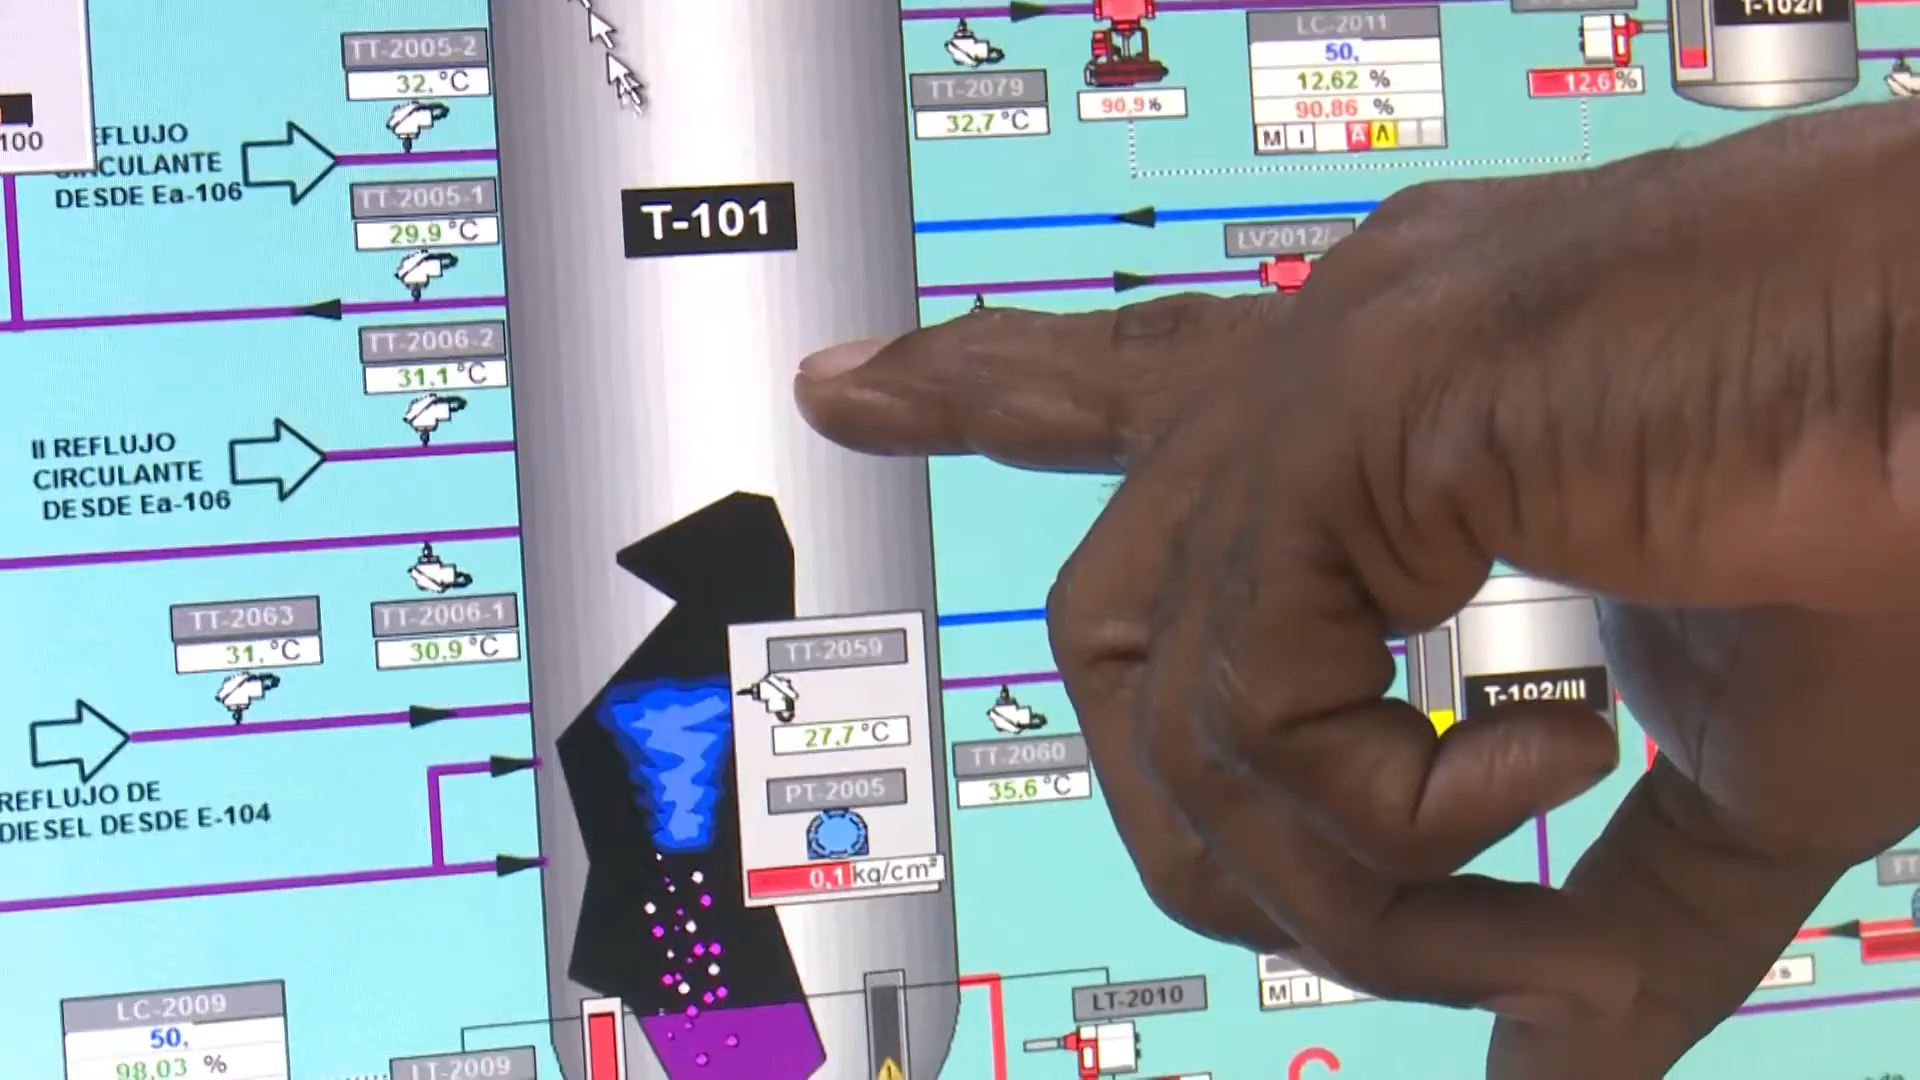 100
EFLUJO
CIRCULANTE
DESDE Ea-106
TT-2005-2
32, °C
TT-2005-1
29,9 °C
TT-2006-2
31,1 °C
II REFLUJO
CIRCULANTE
DESDE Ea-106
TT-2063
31, °C
TT-2006-1
30,9 °C
REFLUJO DE
DIESEL DESDE E-104
LC-2009
50,
98,03 %
LT-2009
T-101
TT-2059
27,7 °C
PT-2005
0,1 kg/cm²
TT-2079
32,7 °C
90,9%
LC-2011
50,
12,62 %
90,86 %
M I A A
12,6 %
T-102/I
LV2012/
TT-2060
35,6 °C
T-102/III
LT-2010
M I